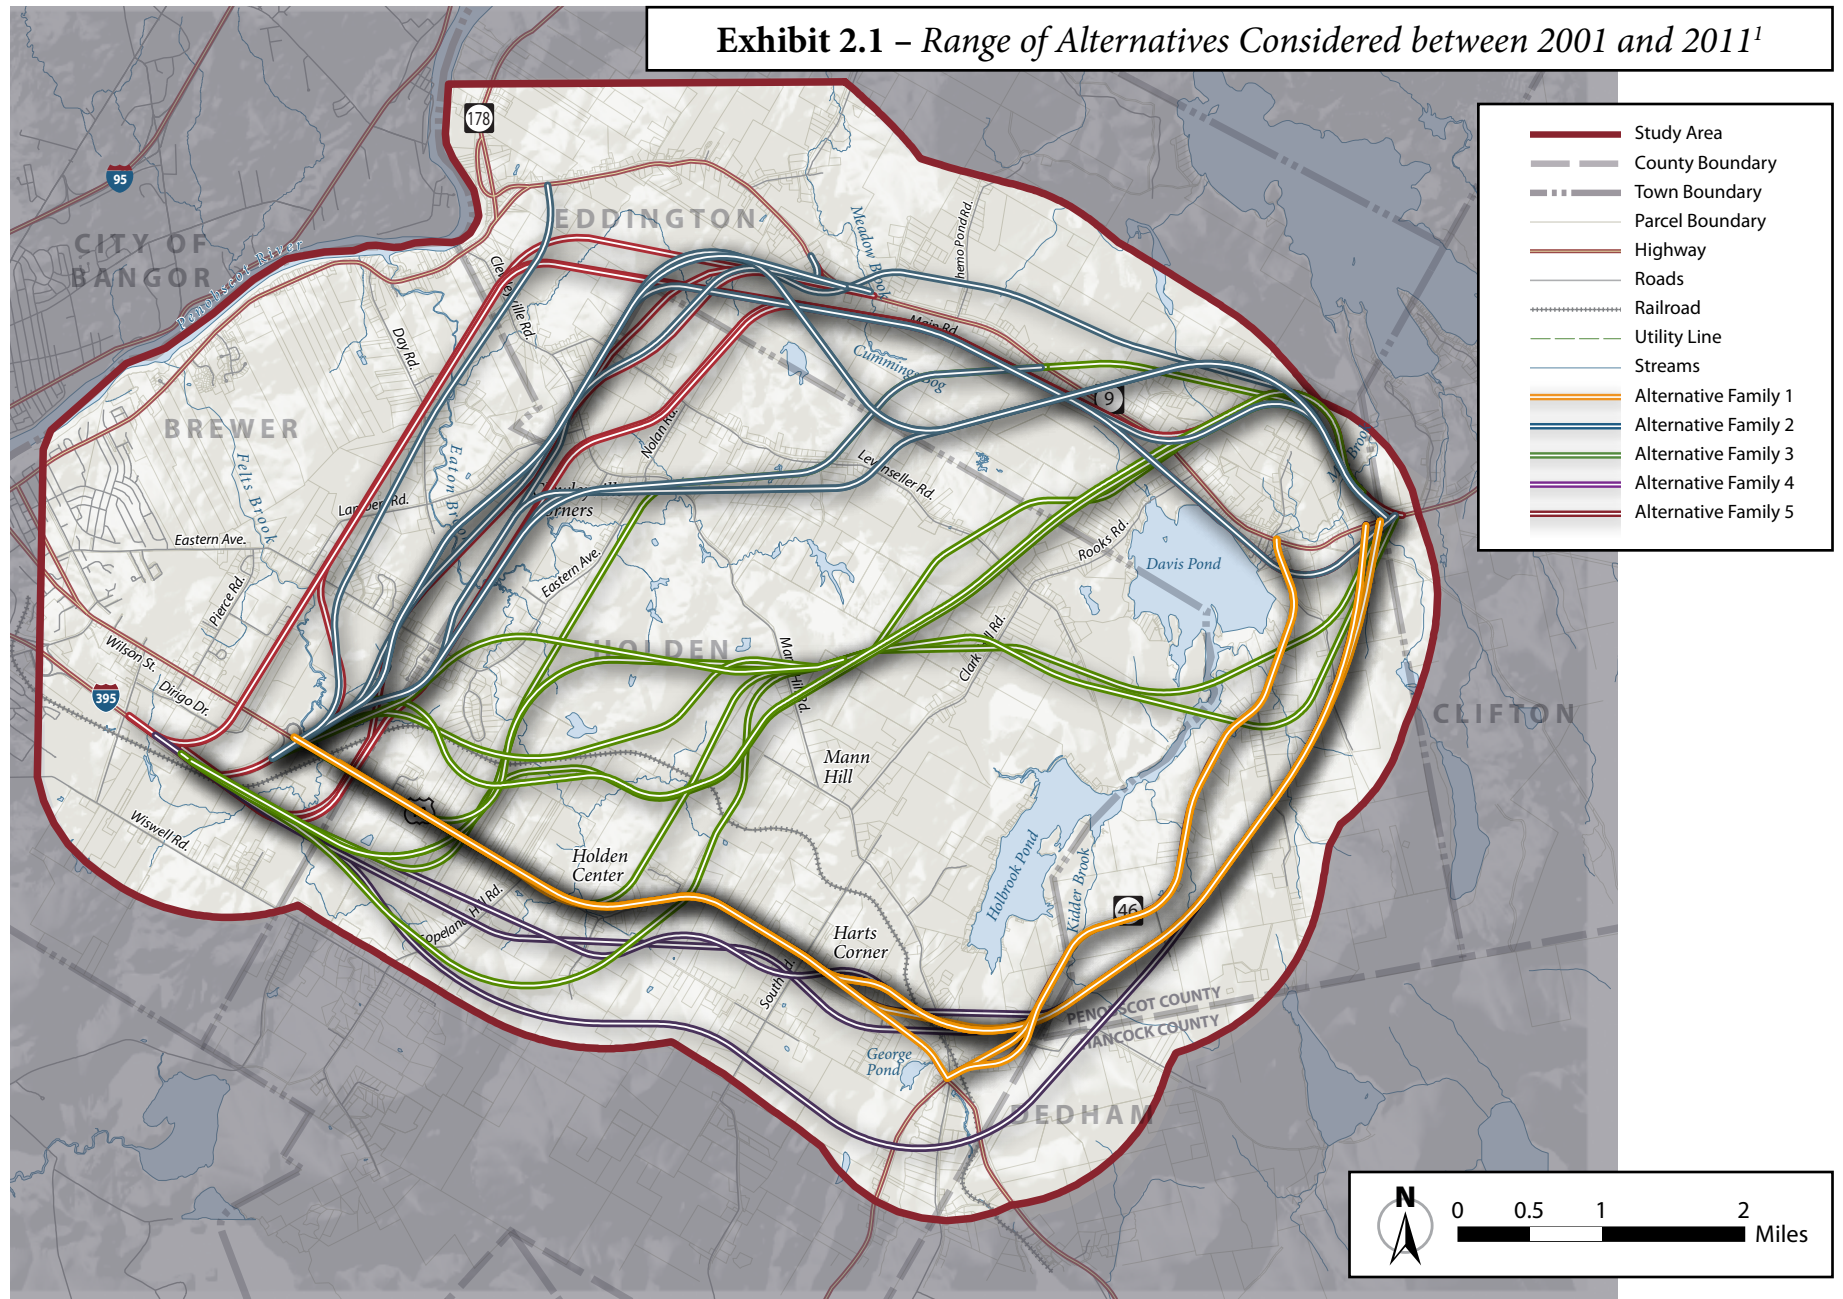 Exhibit 2.1 – Range of Alternatives Considered between 2001 and 2011¹
Study Area
County Boundary
Town Boundary
Parcel Boundary
Highway
Roads
Railroad
Utility Line
Streams
Alternative Family 1
Alternative Family 2
Alternative Family 3
Alternative Family 4
Alternative Family 5
178
95
CITY OF
BANGOR
Penobscot River
EDDINGTON
Meadow Brook
Main Rd.
Day Rd.
Cummings Bog
9
BREWER
Felts Brook
Eaton
Nolan Rd.
Levenseller Rd.
Eastern Ave.
Pierce Rd.
Eastern Ave.
Rooks Rd.
Davis Pond
HOLDEN
Wilson St.
Dirigo Dr.
395
CLIFTON
Mann
Hill
Wiswell Rd.
Holden
Center
Holbrook Pond
Kidder Brook
46
Harts
Corner
PENOBSCOT COUNTY
HANCOCK COUNTY
George
Pond
DEDHAM
N
0 0.5 1 2
Miles